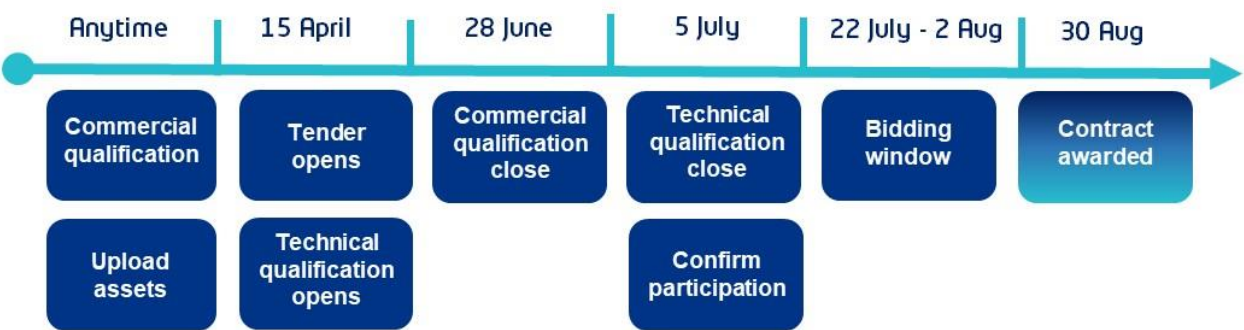 Anytime
15 April
28 June
5 July
22 July - 2 Aug
30 Aug
Commercial
qualification
Tender
opens
Commercial
qualification
close
Technical
qualification
close
Bidding
window
Contract
awarded
Upload
assets
Technical
qualification
opens
Confirm
participation